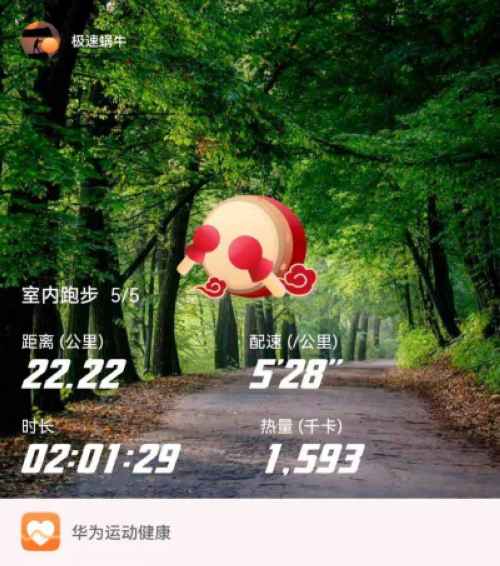 极速蜗牛
室内跑步 5/5
距离 (公里) 配速 (/公里)
22.22 5'28"
时长 热量 (千卡)
02:01:29 1,593
华为运动健康